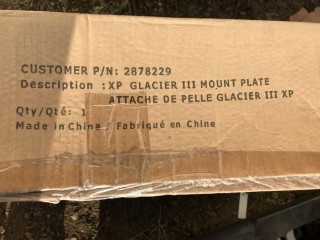 CUSTOMER P/N: 2878229
Description :XP GLACIER III MOUNT PLATE
ATTACHE DE PELLE GLACIER III XP
Qty/Qté: 1
Made in China / Fabriqué en Chine